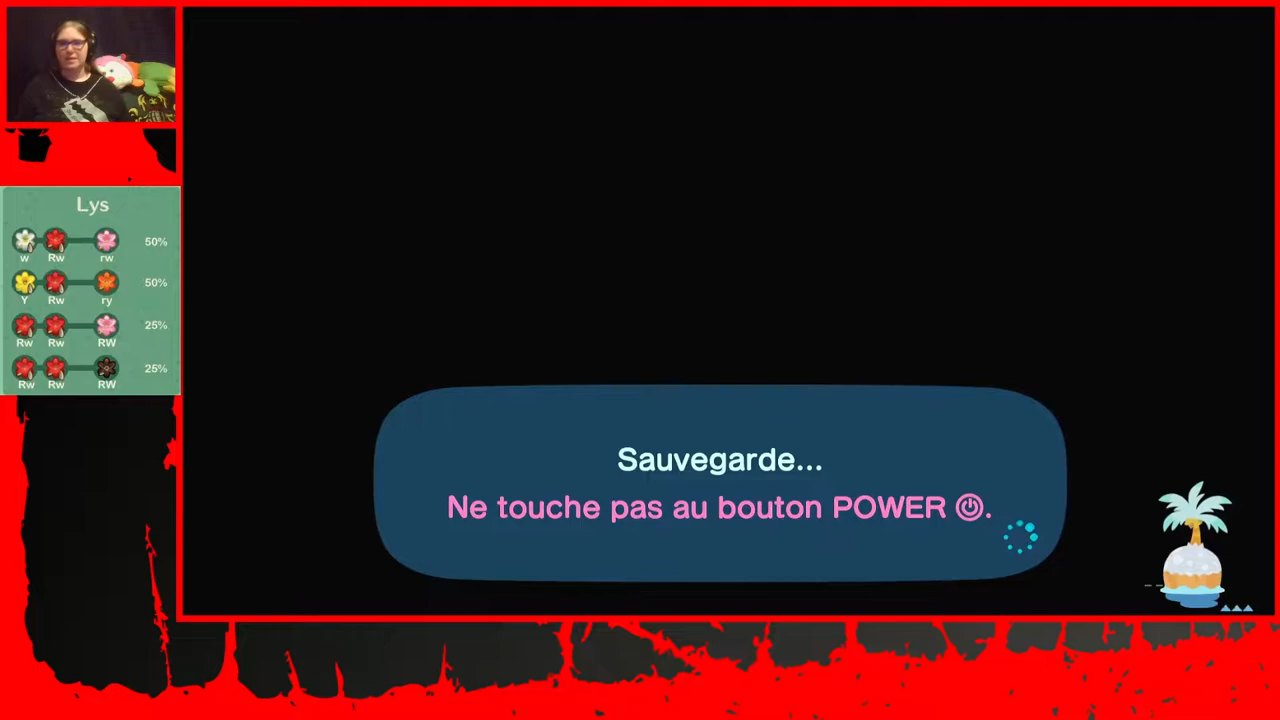 Lys
w Rw rw 50%
Y Rw ry 50%
Rw Rw RW 25%
Rw Rw RW 25%
Sauvegarde...
Ne touche pas au bouton POWER ⏻.